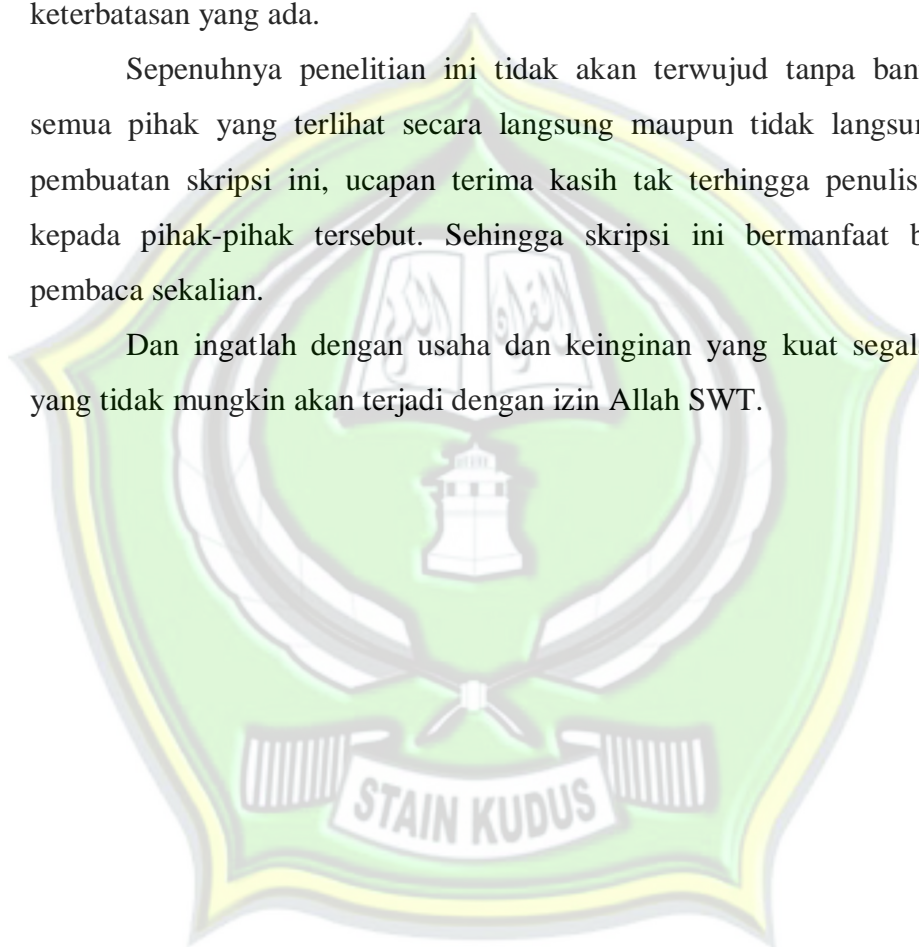 keterbatasan yang ada.
Sepenuhnya penelitian ini tidak akan terwujud tanpa ban
semua pihak yang terlihat secara langsung maupun tidak langsu
pembuatan skripsi ini, ucapan terima kasih tak terhingga penulis
kepada pihak-pihak tersebut. Sehingga skripsi ini bermanfaat b
pembaca sekalian.
Dan ingatlah dengan usaha dan keinginan yang kuat segal
yang tidak mungkin akan terjadi dengan izin Allah SWT.
STAIN KUDUS